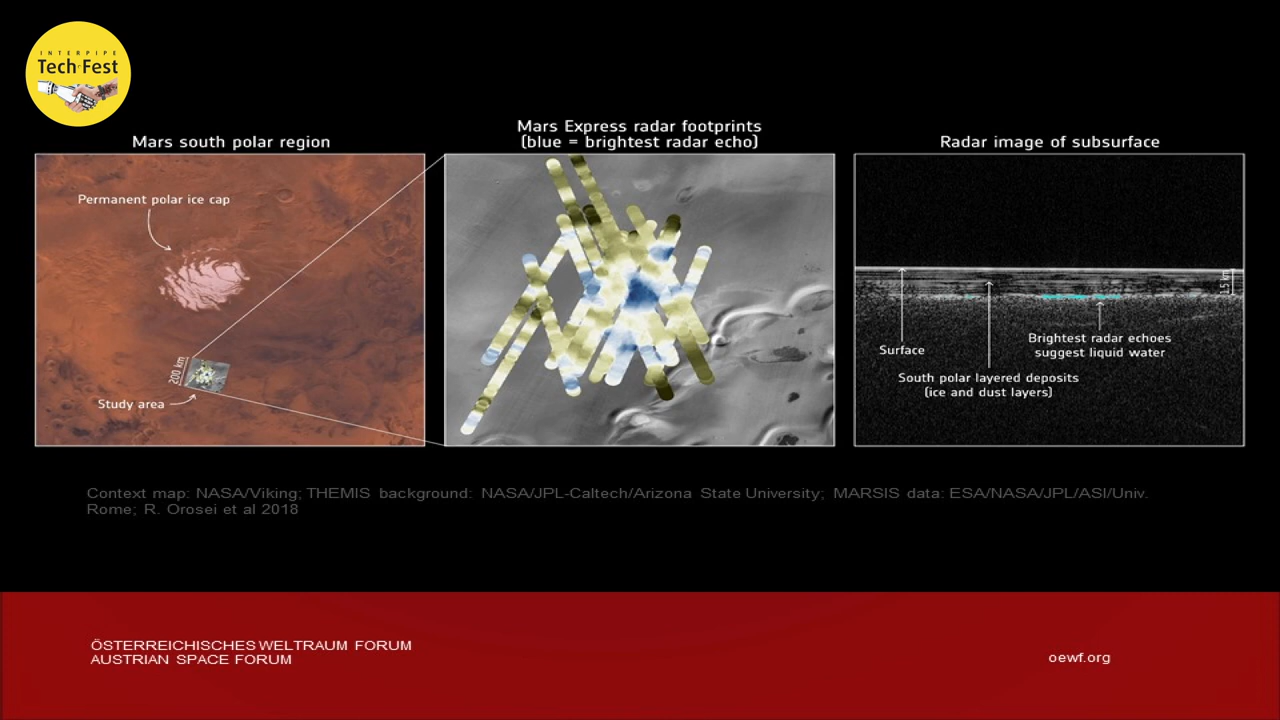 INTERPIPE
Tech Fest
Mars south polar region
Permanent polar ice cap
200 km
Study area
Mars Express radar footprints
(blue = brightest radar echo)
Radar image of subsurface
1.5 km
Surface
Brightest radar echoes
suggest liquid water
South polar layered deposits
(ice and dust layers)
Context map: NASA/Viking; THEMIS background: NASA/JPL-Caltech/Arizona State University; MARSIS data: ESA/NASA/JPL/ASI/Univ.
Rome; R. Orosei et al 2018
ÖSTERREICHISCHES WELTRAUM FORUM
AUSTRIAN SPACE FORUM
oewf.org